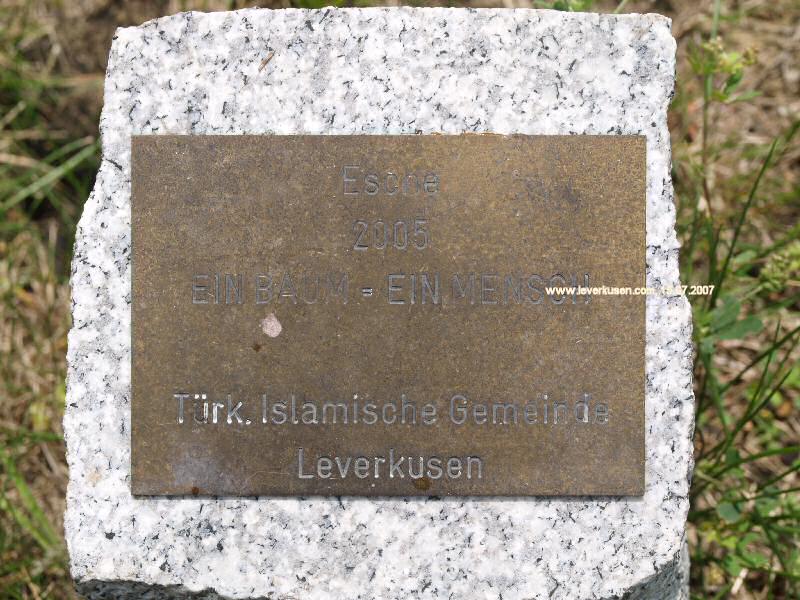 Esche
2005
EIN BAUM = EIN MENSCH
www.leverkusen.com 15.07.2007
Türk. Islamische Gemeinde
Leverkusen